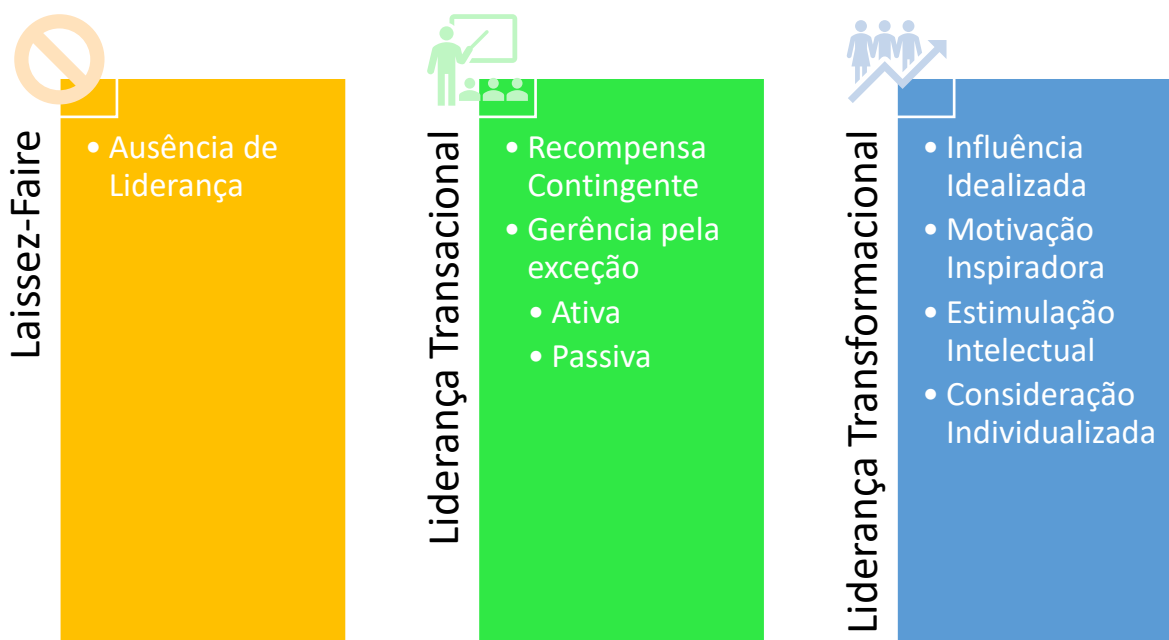 Laissez-Faire
• Ausência de
Liderança
Liderança Transacional
• Recompensa
Contingente
• Gerência pela
exceção
• Ativa
• Passiva
Liderança Transformacional
• Influência
Idealizada
• Motivação
Inspiradora
• Estimulação
Intelectual
• Consideração
Individualizada